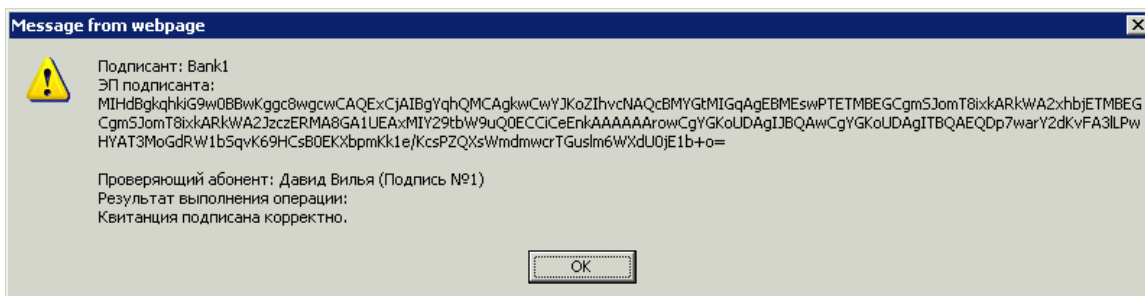 Message from webpage
Подписант: Bank1
ЭП подписанта:
MIHdBgkqhkiG9w0BBwKggc8wgcwCAQExCjAIBgYqhQMCAgkwCwYJKoZIhvcNAQcBMYGtMIGqAgEBMEswPTETMBEGCgmSJomT8ixkARkWA2xhbjETMBEG
CgmSJomT8ixkARkWA2JzczERMA8GA1UEAxMIY29tbW9uQ0ECCiCeEnkAAAAAArowCgYGKoUDAgIJBQAwCgYGKoUDAgITBQAEQDp7warY2dKvFA3lLPw
HYAT3MoGdRW1bSqvK69HCsB0EKXbpmKk1e/KcsPZQXsWmdmwcrTGuslm6WXdU0jE1b+o=
Проверяющий абонент: Давид Вилья (Подпись №1)
Результат выполнения операции:
Квитанция подписана корректно.
OK